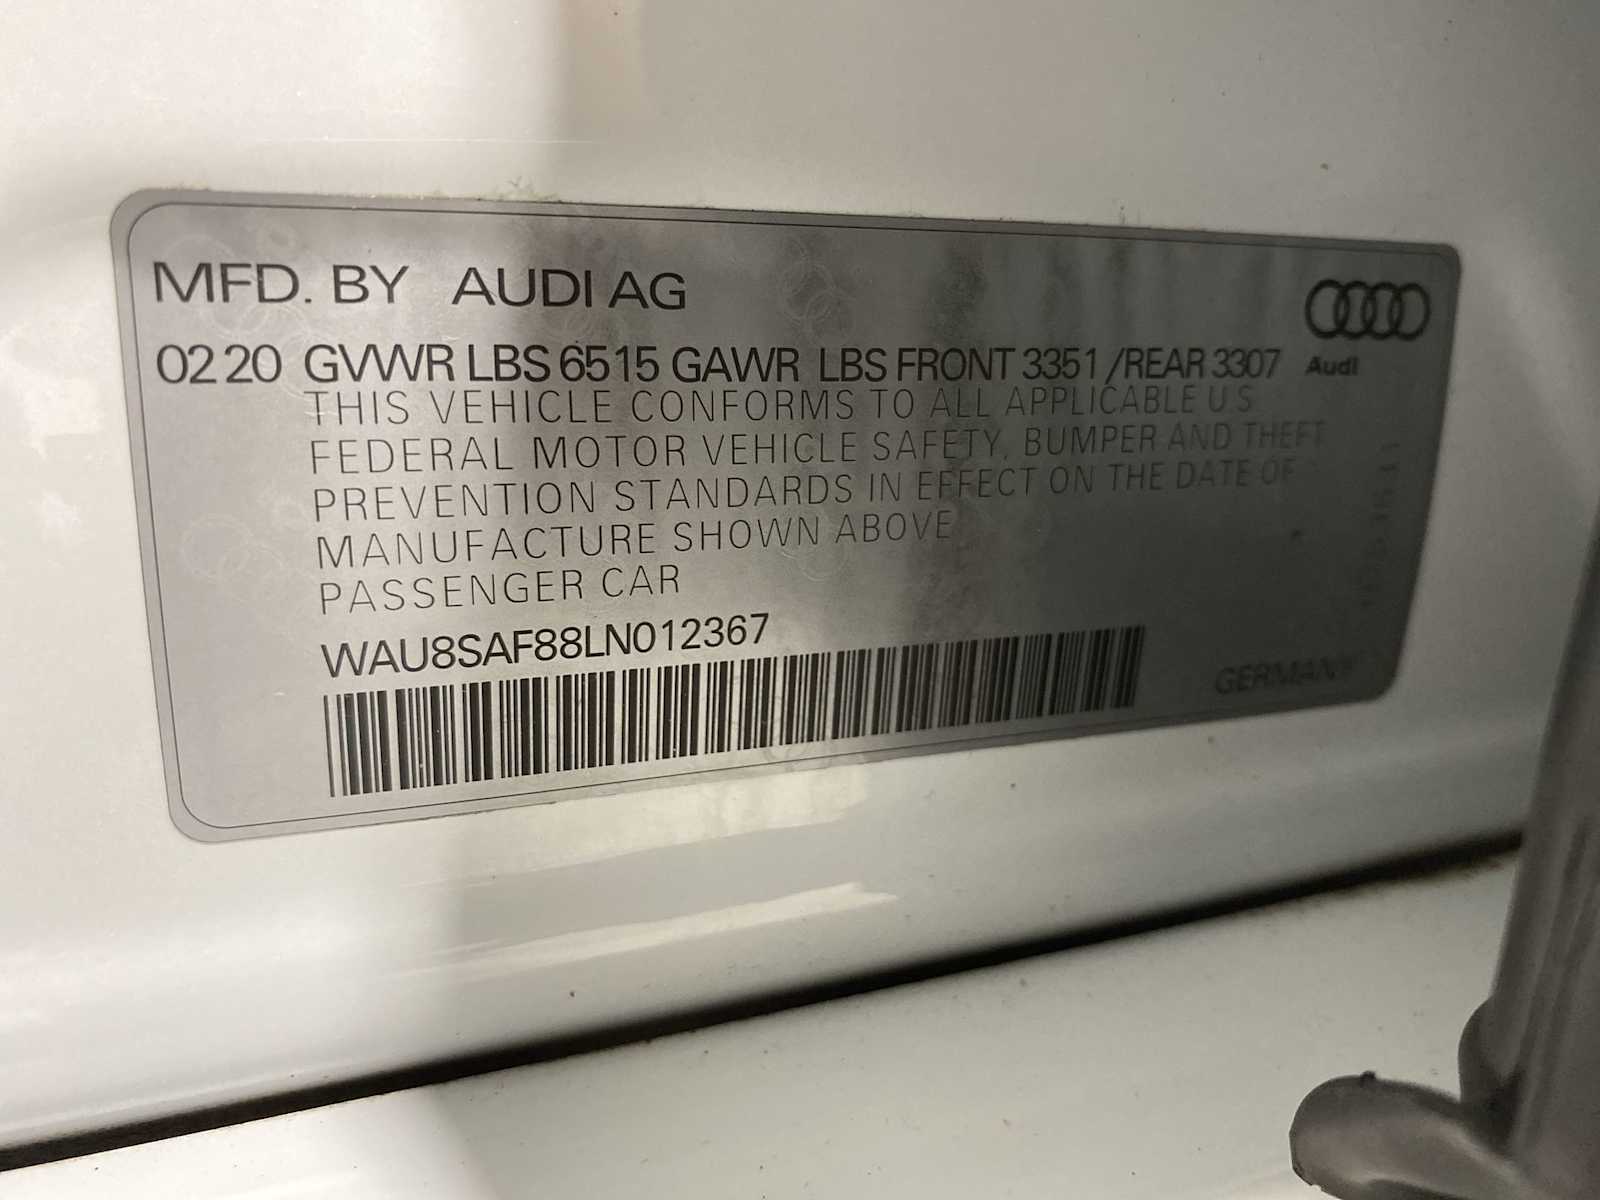 MFD. BY AUDI AG
02 20 GVWR LBS 6515 GAWR LBS FRONT 3351 /REAR 3307
Audi
THIS VEHICLE CONFORMS TO ALL APPLICABLE U.S.
FEDERAL MOTOR VEHICLE SAFETY, BUMPER AND THEFT
PREVENTION STANDARDS IN EFFECT ON THE DATE OF
MANUFACTURE SHOWN ABOVE
PASSENGER CAR
WAU8SAF88LN012367
GERMANY